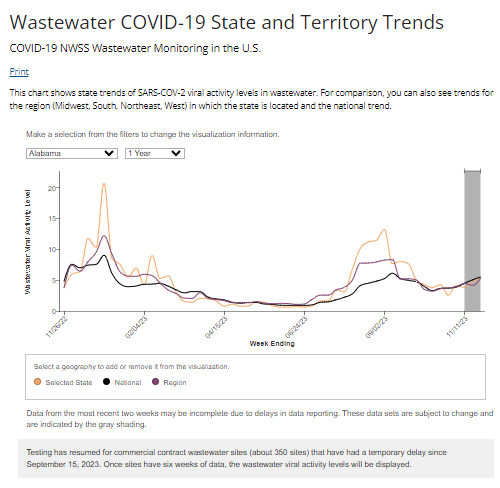 Wastewater COVID-19 State and Territory Trends
COVID-19 NWSS Wastewater Monitoring in the U.S.
Print
This chart shows state trends of SARS-COV-2 viral activity levels in wastewater. For comparison, you can also see trends for
the region (Midwest, South, Northeast, West) in which the state is located and the national trend.
Make a selection from the filters to change the visualization information.
Alabama
1 Year
Wastewater Viral Activity Level
20
15
10
5
0
11/26/22
02/04/23
04/15/23
06/24/23
09/02/23
11/11/23
Week Ending
Select a geography to add or remove it from the visualization.
Selected State
National
Region
Data from the most recent two weeks may be incomplete due to delays in data reporting. These data sets are subject to change and
are indicated by the gray shading.
Testing has resumed for commercial contract wastewater sites (about 350 sites) that have had a temporary delay since
September 15, 2023. Once sites have six weeks of data, the wastewater viral activity levels will be displayed.